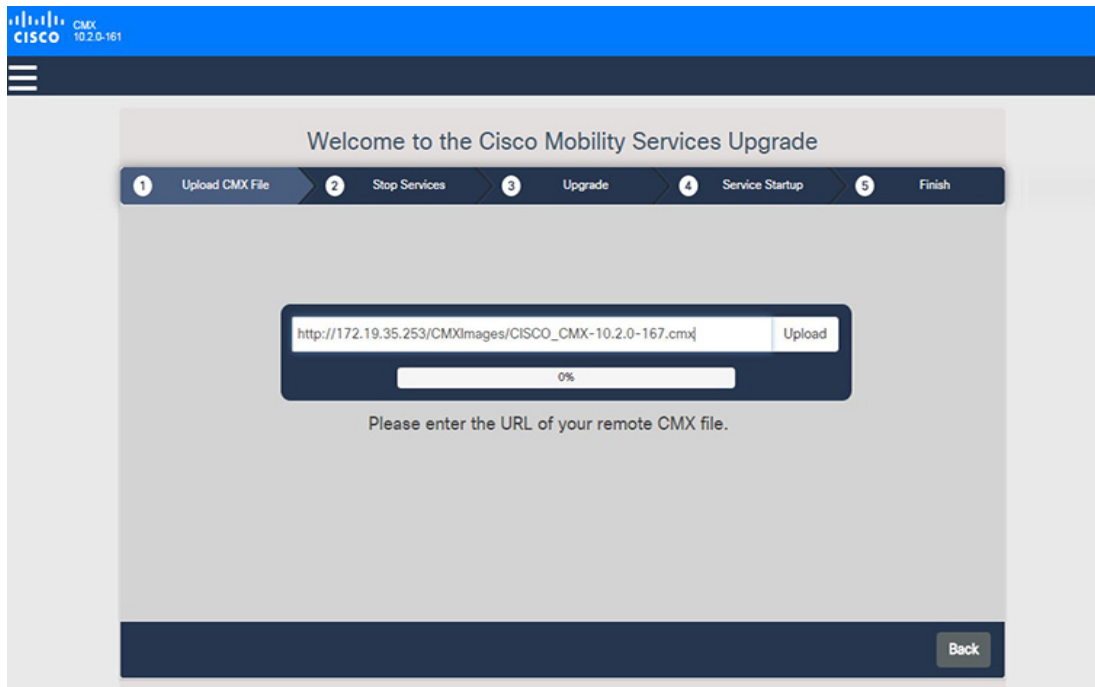 CISCO
CMX
10.2.0-161
Welcome to the Cisco Mobility Services Upgrade
1 Upload CMX File 2 Stop Services 3 Upgrade 4 Service Startup 5 Finish
http://172.19.35.253/CMXImages/CISCO_CMX-10.2.0-167.cmx Upload
0%
Please enter the URL of your remote CMX file.
Back